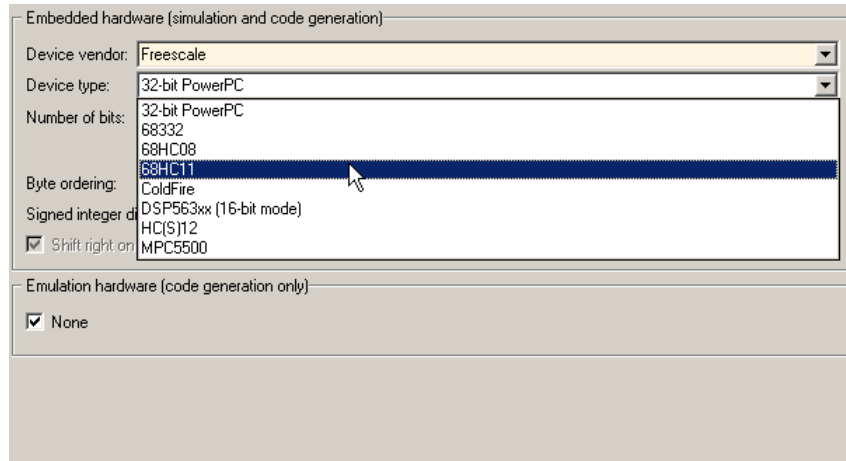 Embedded hardware (simulation and code generation)
Device vendor: Freescale
Device type: 32-bit PowerPC
Number of bits: 32-bit PowerPC
68332
68HC08
68HC11
Byte ordering: ColdFire
Signed integer di DSP563xx (16-bit mode)
HC(S)12
Shift right on MPC5500
Emulation hardware (code generation only)
None